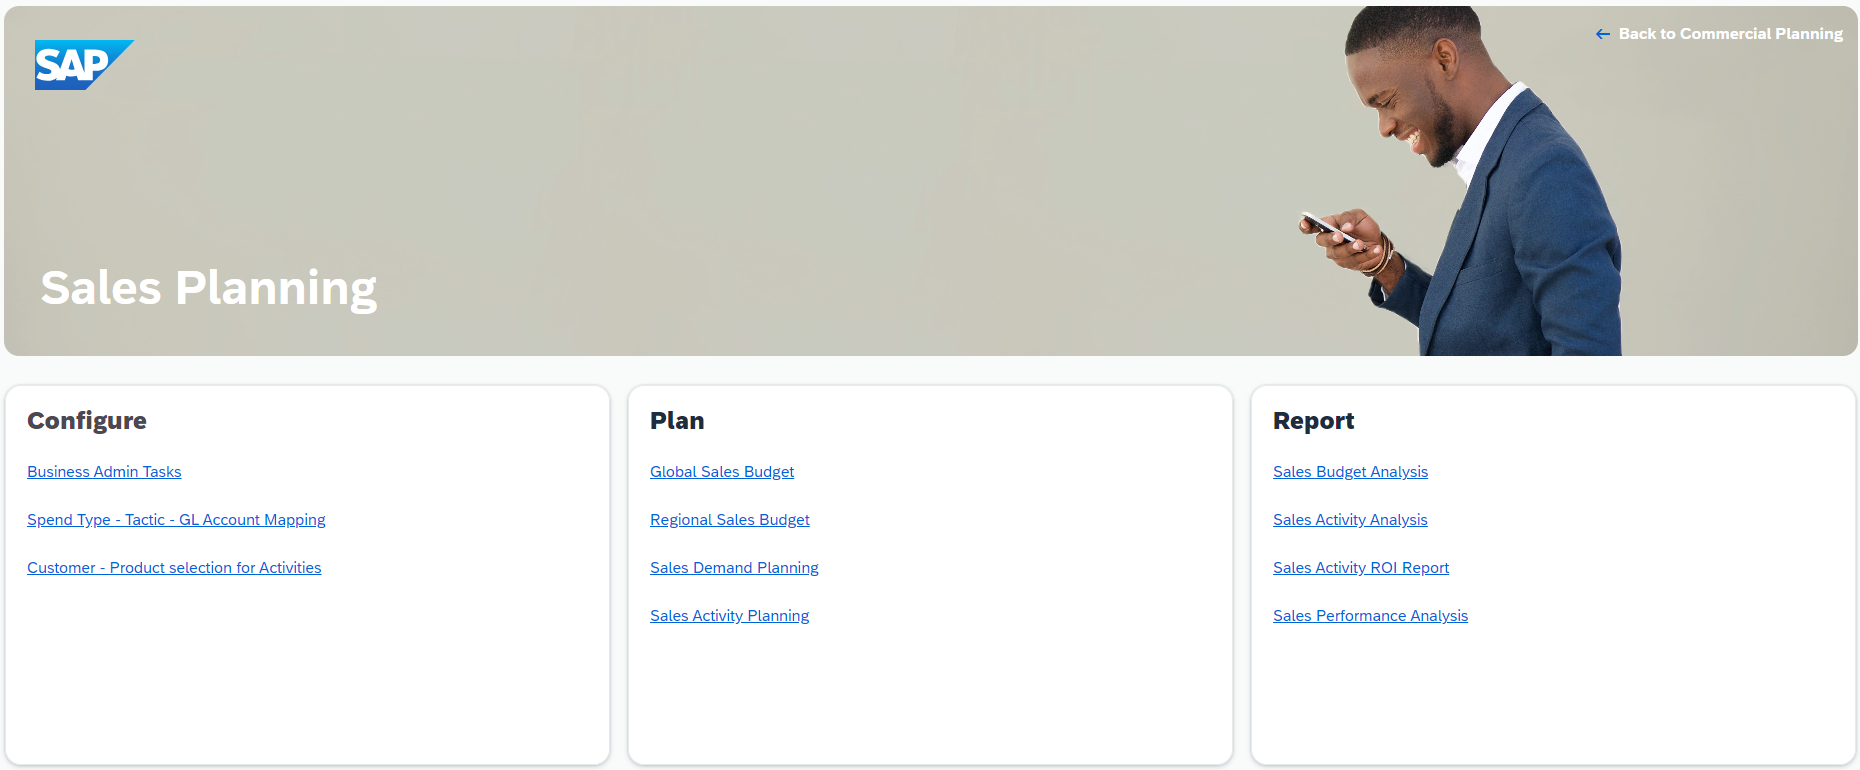 SAP
Back to Commercial Planning
Sales Planning
Configure
Business Admin Tasks
Spend Type - Tactic - GL Account Mapping
Customer - Product selection for Activities
Plan
Global Sales Budget
Regional Sales Budget
Sales Demand Planning
Sales Activity Planning
Report
Sales Budget Analysis
Sales Activity Analysis
Sales Activity ROI Report
Sales Performance Analysis